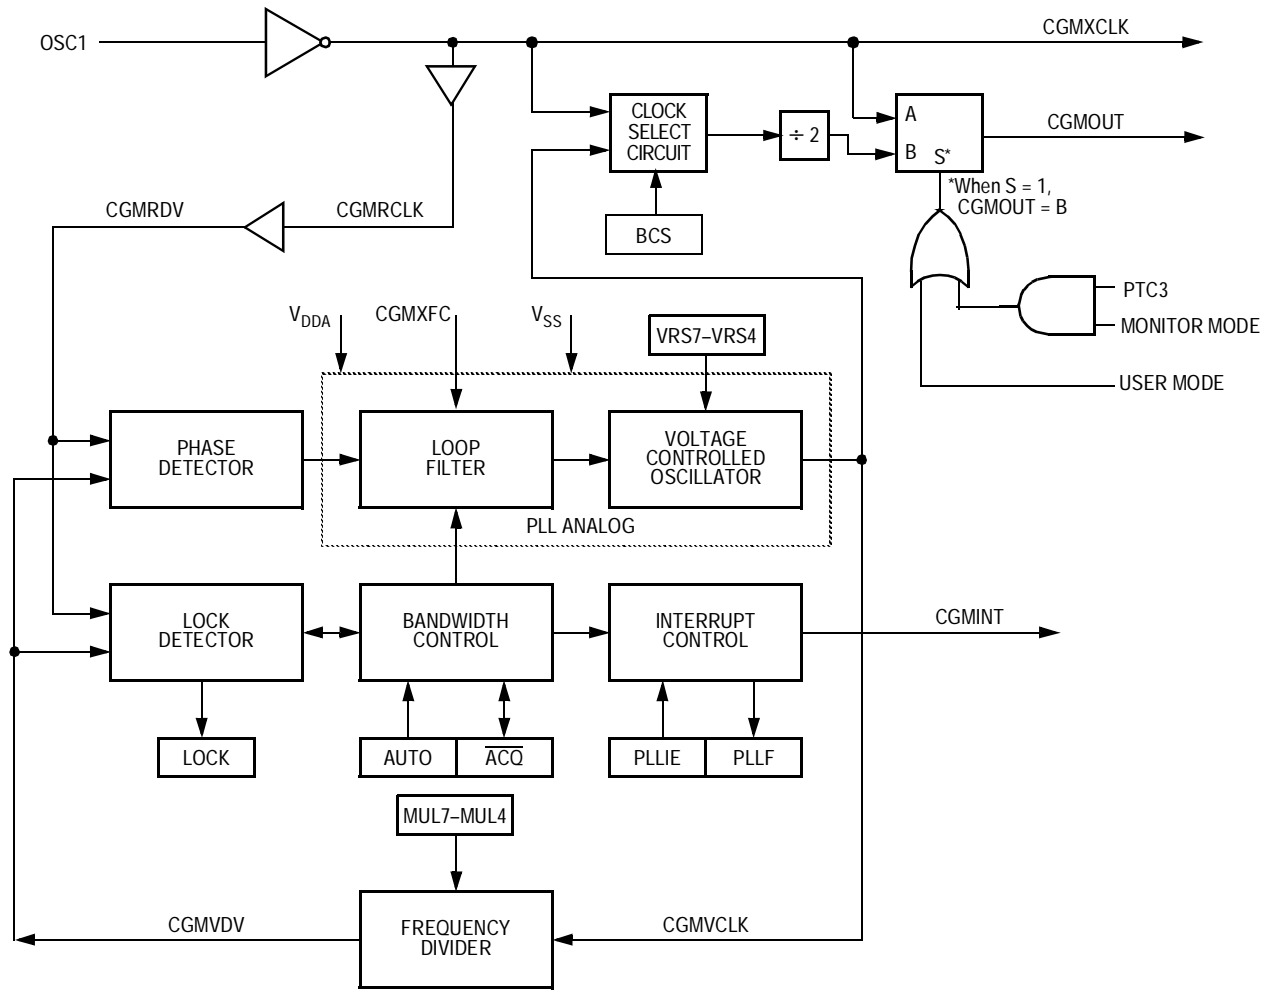 OSC1
CGMXCLK
CLOCK
SELECT
CIRCUIT
÷ 2
A
B
S*
CGMOUT
*When S = 1,
CGMOUT = B
CGMRDV
CGMRCLK
BCS
PTC3
MONITOR MODE
USER MODE
VDDA
CGMXFC
VSS
VRS7–VRS4
PHASE
DETECTOR
LOOP
FILTER
VOLTAGE
CONTROLLED
OSCILLATOR
PLL ANALOG
LOCK
DETECTOR
BANDWIDTH
CONTROL
INTERRUPT
CONTROL
CGMINT
LOCK
AUTO
A̅C̅Q̅
PLLIE
PLLF
MUL7–MUL4
CGMVDV
FREQUENCY
DIVIDER
CGMVCLK